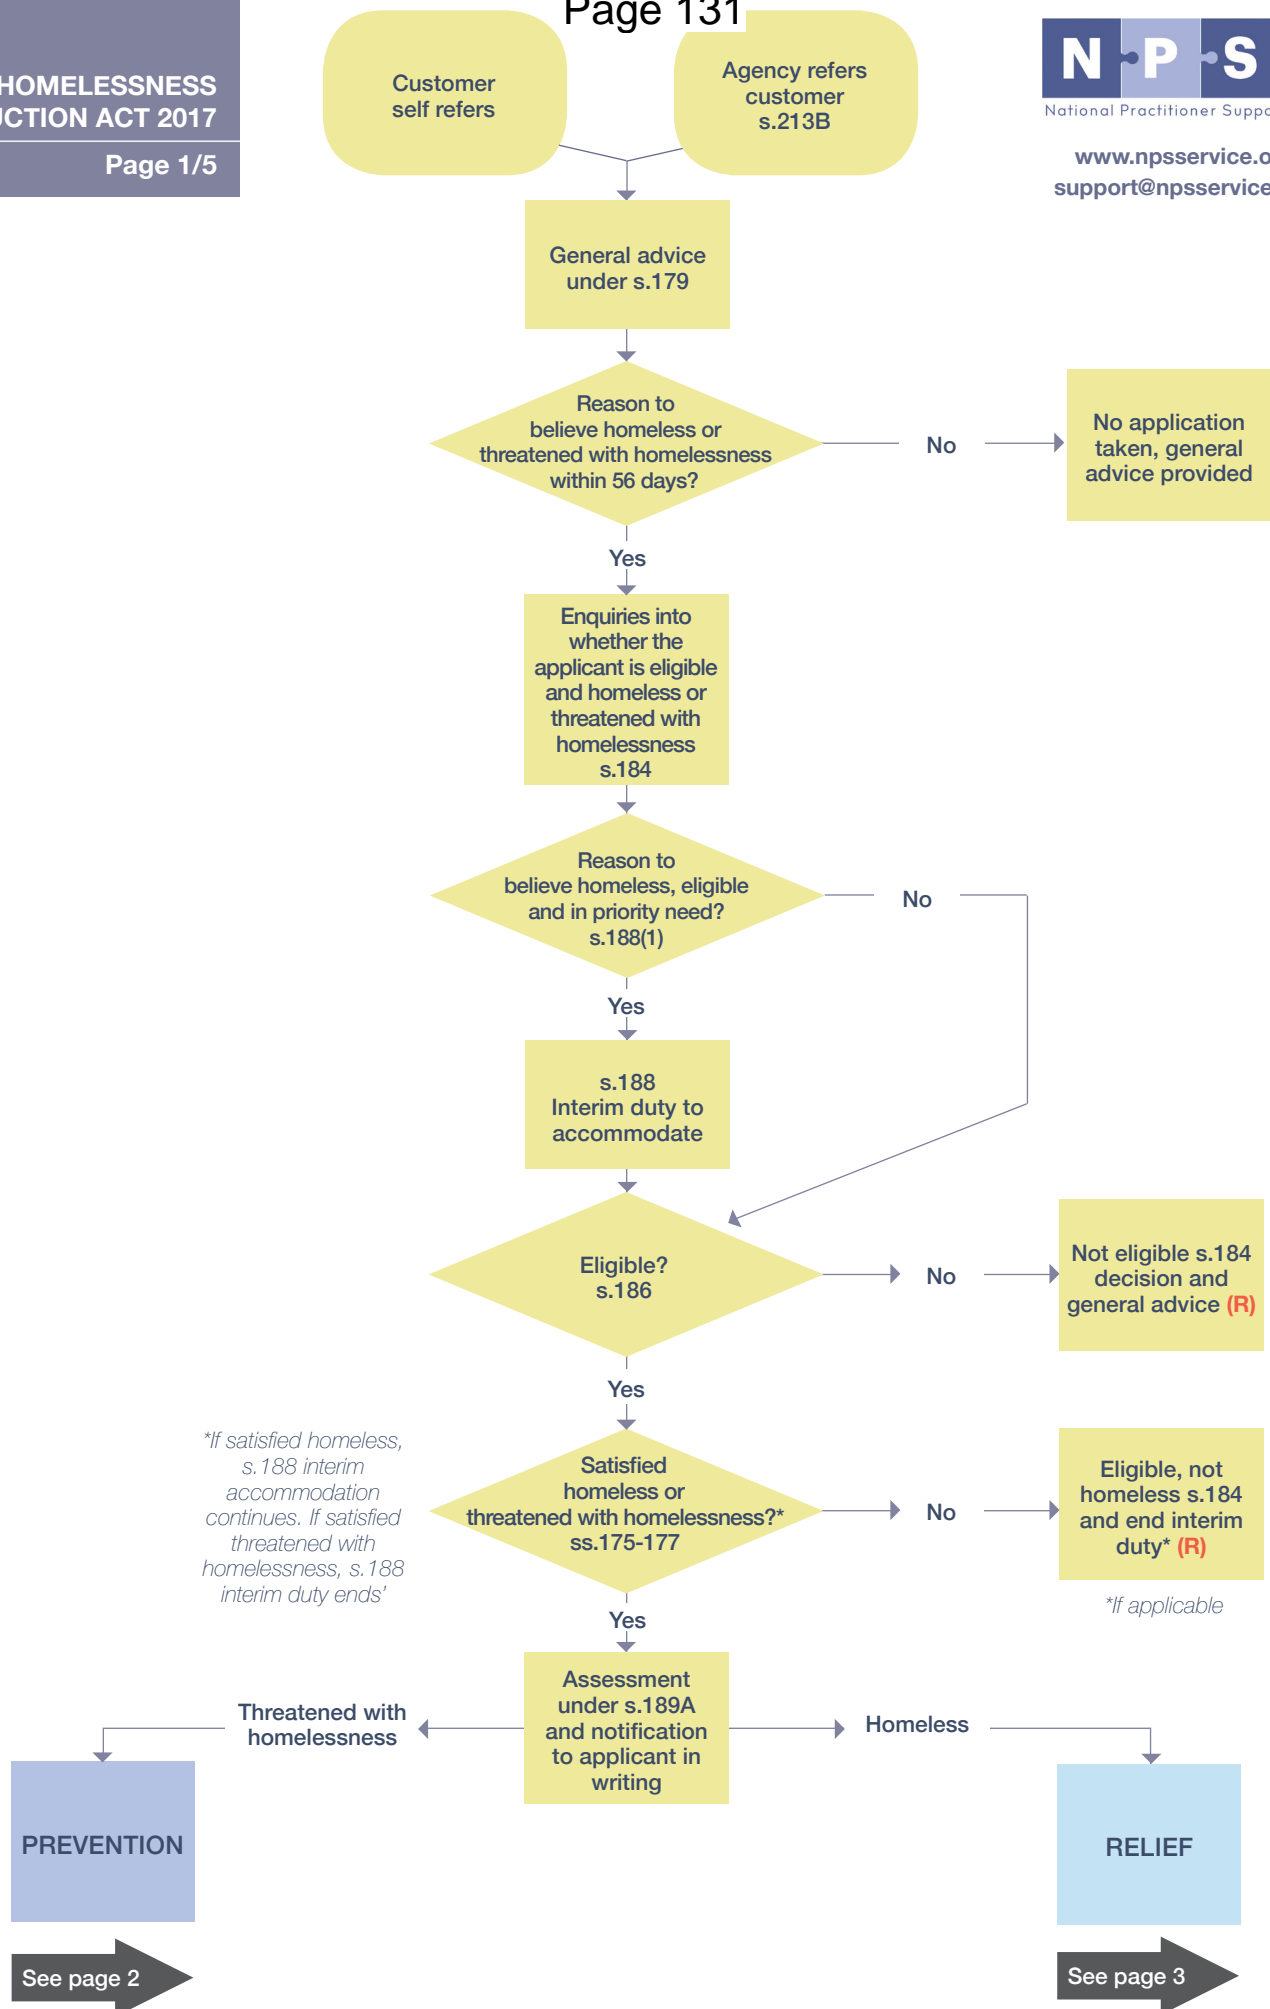 Page 131
HOMELESSNESS
UCTION ACT 2017
Page 1/5
Customer
self refers
Agency refers
customer
s.213B
N P S
National Practitioner Suppo
www.npsservice.o
support@npsservice
General advice
under s.179
Reason to
believe homeless or
threatened with homelessness
within 56 days?
No
No application
taken, general
advice provided
Yes
Enquiries into
whether the
applicant is eligible
and homeless or
threatened with
homelessness
s.184
Reason to
believe homeless, eligible
and in priority need?
s.188(1)
No
Yes
s.188
Interim duty to
accommodate
Eligible?
s.186
No
Not eligible s.184
decision and
general advice (R)
Yes
*If satisfied homeless,
s.188 interim
accommodation
continues. If satisfied
threatened with
homelessness, s.188
interim duty ends'
Satisfied
homeless or
threatened with homelessness?*
ss.175-177
No
Eligible, not
homeless s.184
and end interim
duty* (R)
*If applicable
Yes
Assessment
under s.189A
and notification
to applicant in
writing
Threatened with
homelessness
Homeless
PREVENTION
RELIEF
See page 2
See page 3